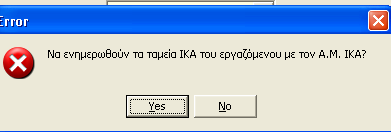 Error
Να ενημερωθούν τα ταμεία ΙΚΑ του εργαζόμενου με τον Α.Μ. ΙΚΑ?
Yes
No